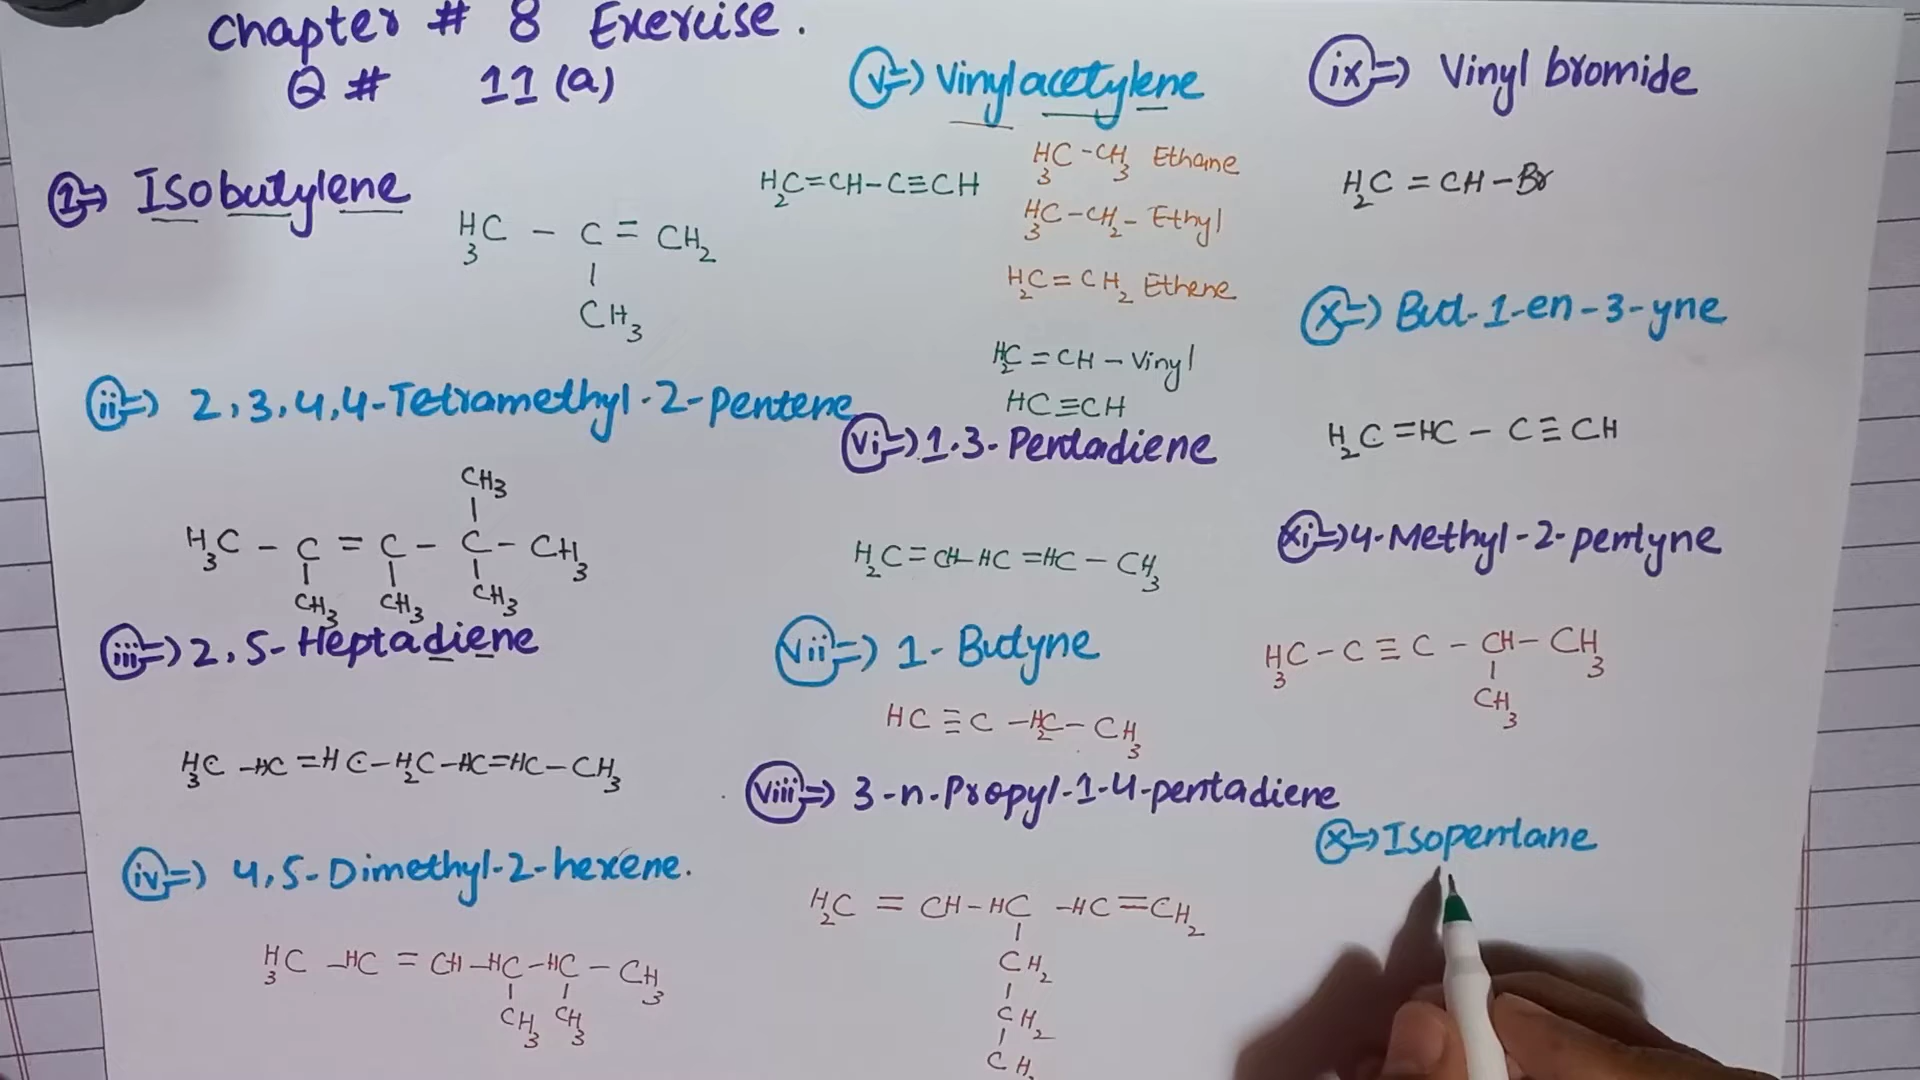 Chapter # 8 Exercise.
Q # 11 (a)
1 ⇒ Isobutylene
H₃C - C = CH₂
CH₃
ii ⇒ 2,3,4,4-Tetramethyl-2-pentene
CH₃
H₃C - C = C - C - CH₃
CH₃ CH₃ CH₃
iii ⇒ 2,5-Heptadiene
H₃C - HC = HC - H₂C - HC = HC - CH₃
iv ⇒ 4,5-Dimethyl-2-hexene.
H₃C - HC = CH - HC - HC - CH₃
CH₃ CH₃
v ⇒ Vinylacetylene
H₂C = CH - C ≡ CH
H₃C - CH₃ Ethane
H₃C - CH₂ - Ethyl
H₂C = CH₂ Ethene
H₂C = CH - Vinyl
HC ≡ CH
vi ⇒ 1.3-Pentadiene
H₂C = CH - HC = HC - CH₃
vii ⇒ 1-Butyne
HC ≡ C - H₂C - CH₃
viii ⇒ 3-n-Propyl-1-4-pentadiene
H₂C = CH - HC - HC = CH₂
CH₂
CH₂
CH₃
ix ⇒ Vinyl bromide
H₂C = CH - Br
x ⇒ But-1-en-3-yne
H₂C = HC - C ≡ CH
xi ⇒ 4-Methyl-2-pentyne
H₃C - C ≡ C - CH - CH₃
CH₃
x ⇒ Isopentane